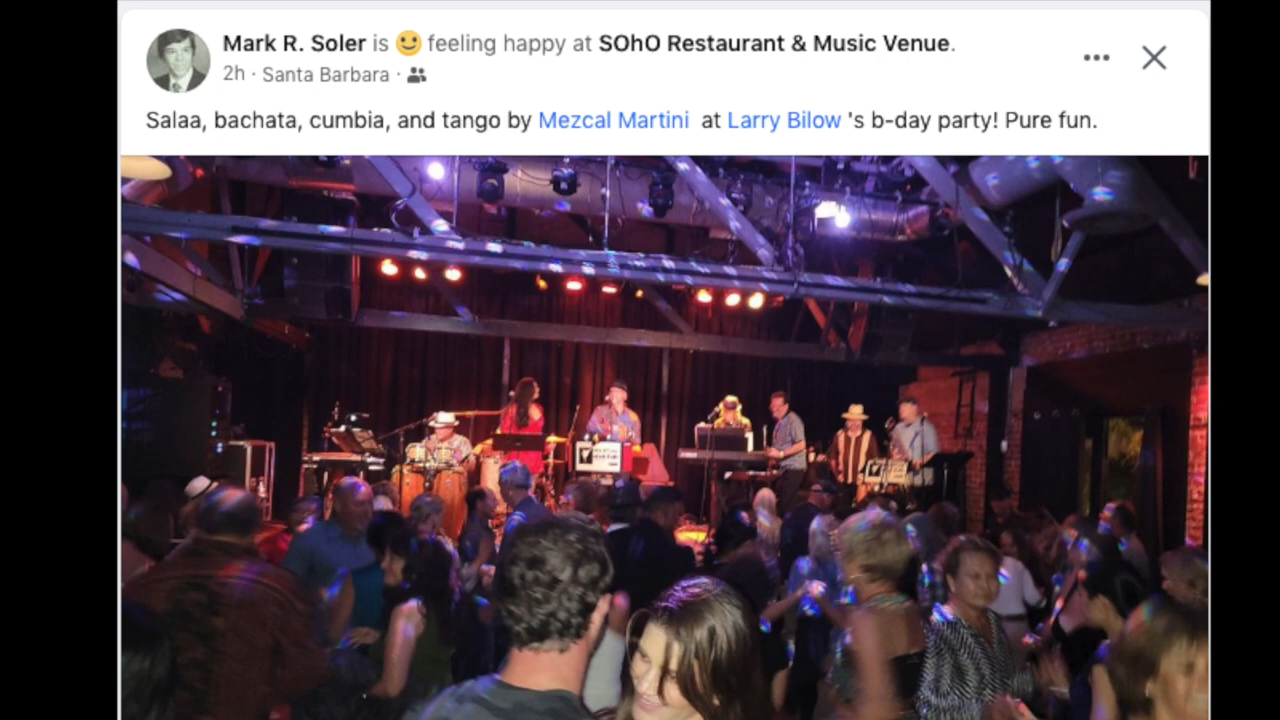 Mark R. Soler is 🙂 feeling happy at SOhO Restaurant & Music Venue.
2h · Santa Barbara ·
Salaa, bachata, cumbia, and tango by Mezcal Martini at Larry Bilow 's b-day party! Pure fun.